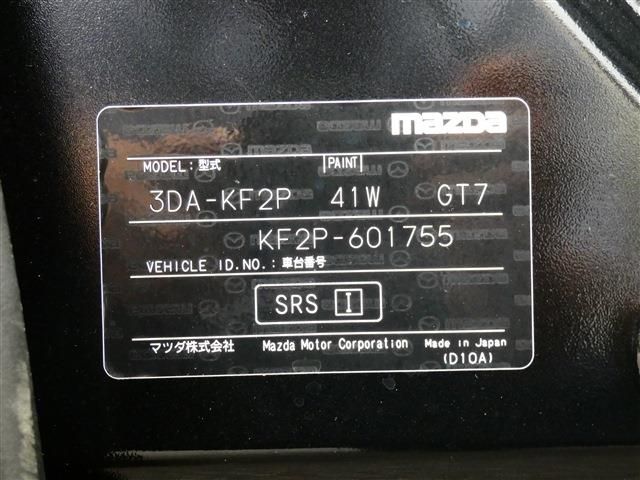 mazda
MODEL：型式 PAINT
3DA-KF2P 41W GT7
KF2P-601755
VEHICLE ID.NO.：車台番号
SRS I
マツダ株式会社 Mazda Motor Corporation Made in Japan
(D10A)